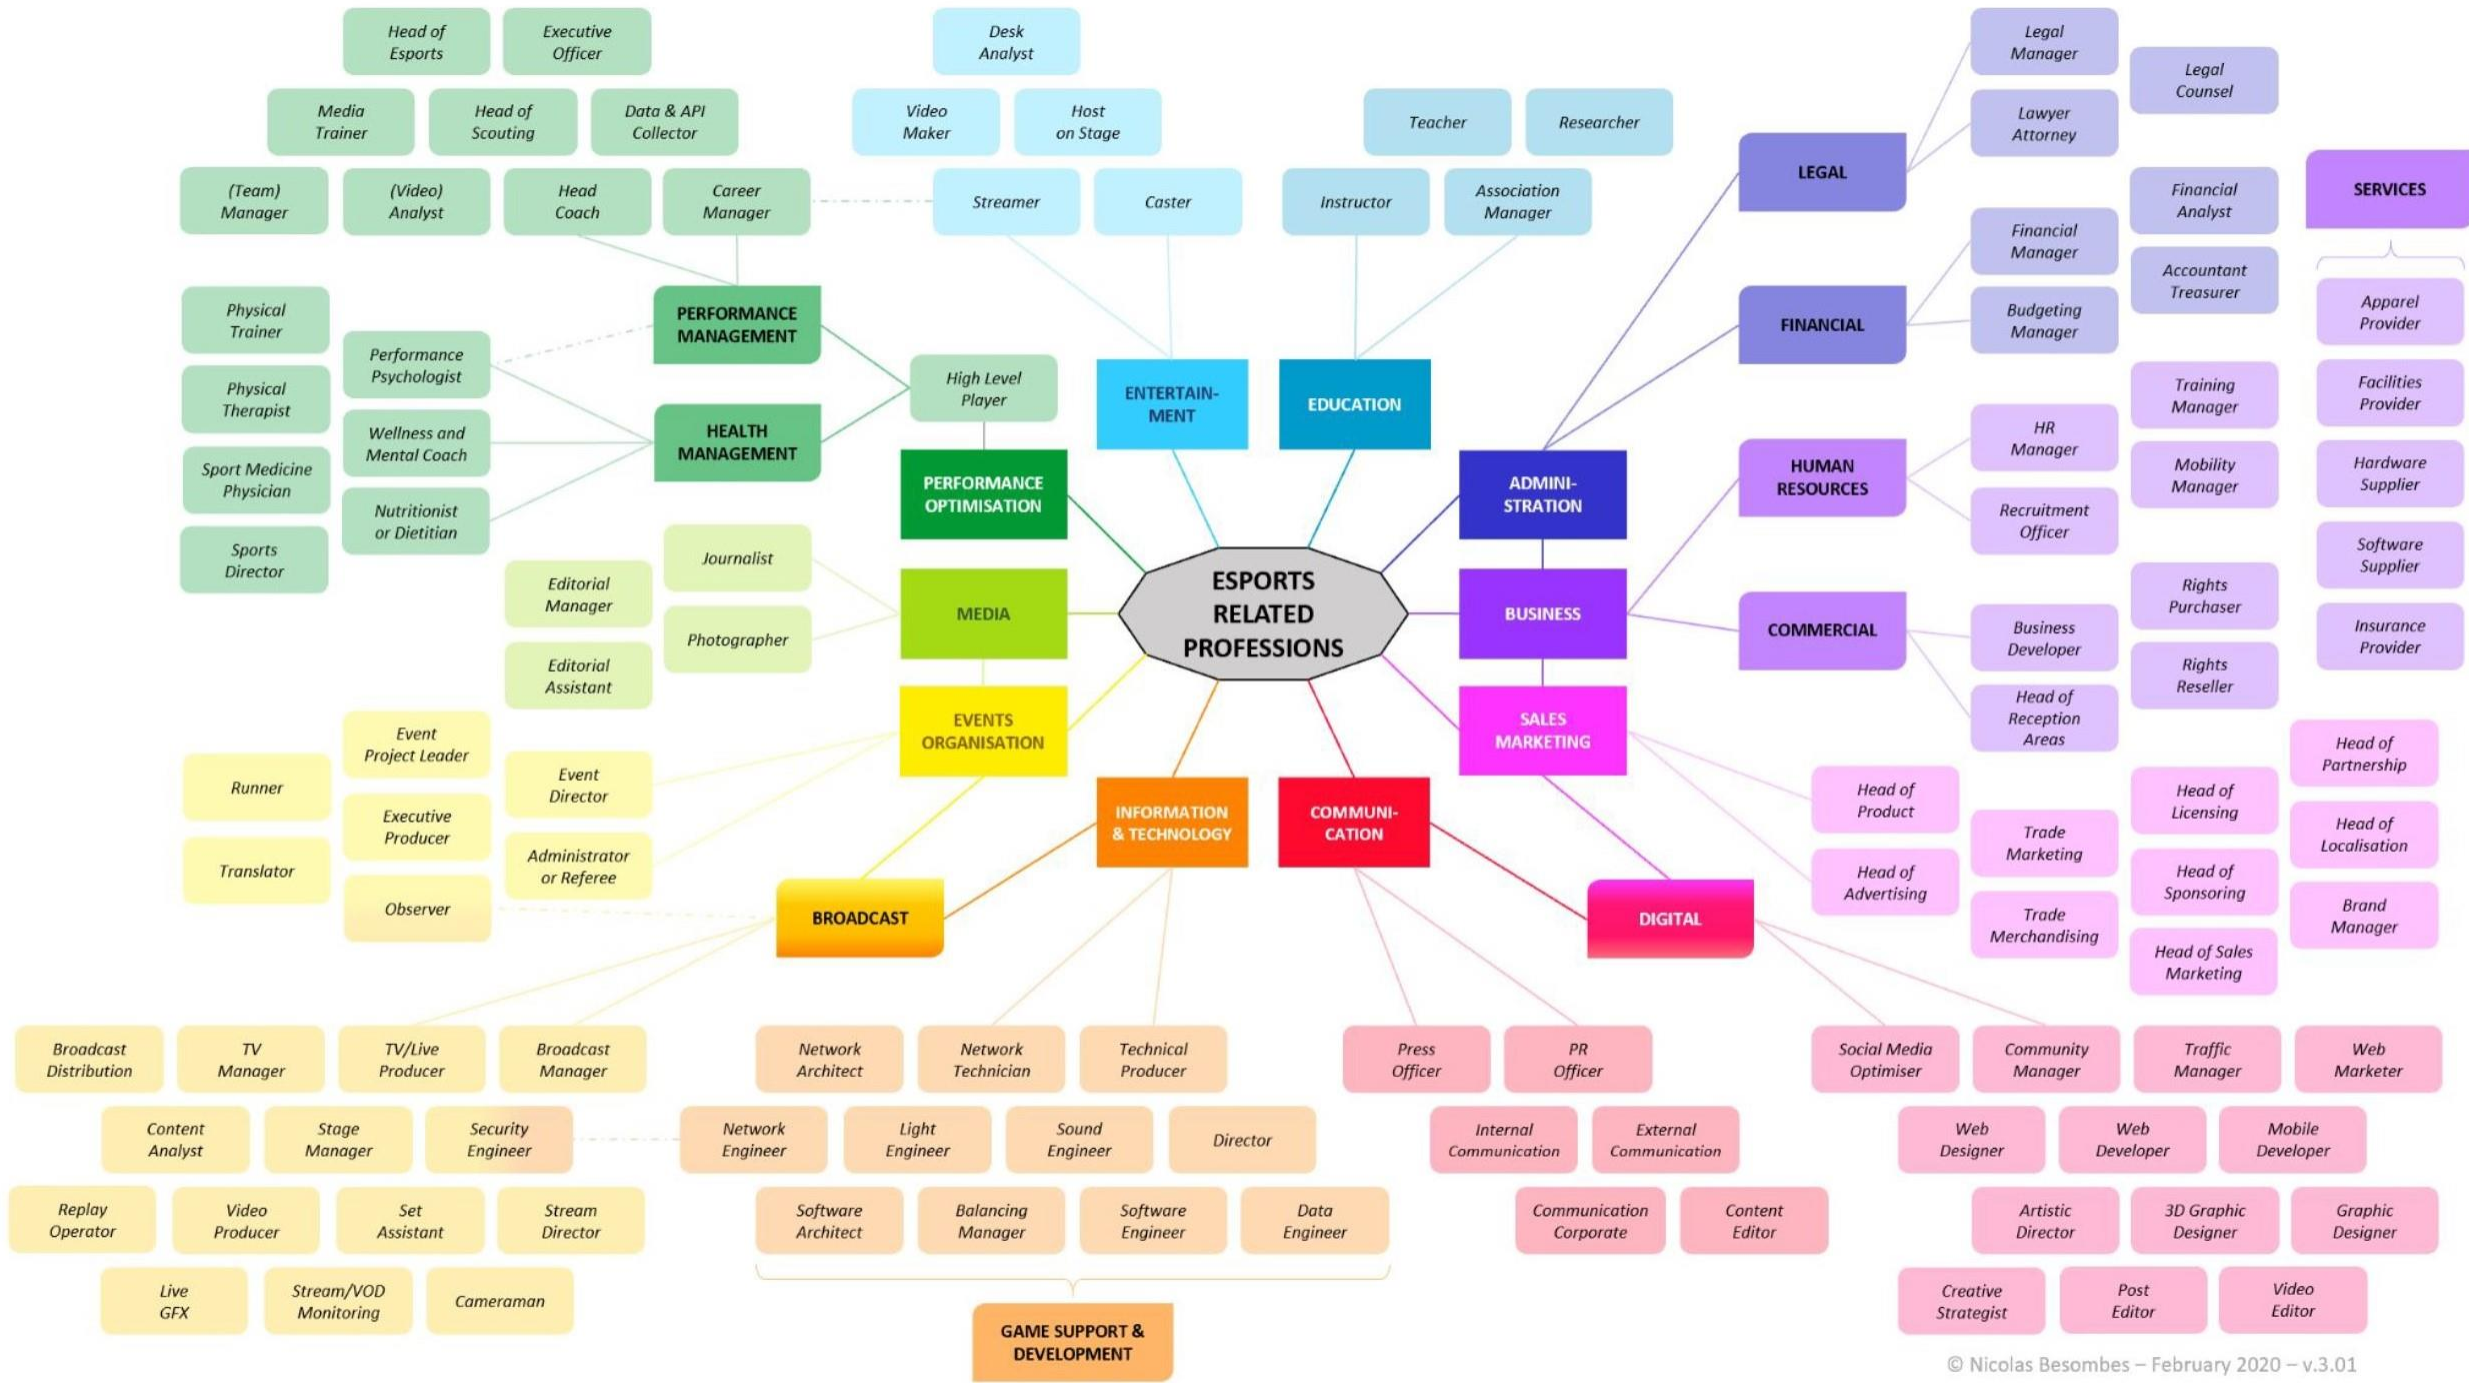 Head of
Esports
Executive
Officer
Media
Trainer
Head of
Scouting
Data & API
Collector
(Team)
Manager
(Video)
Analyst
Head
Coach
Career
Manager
Physical
Trainer
Performance
Psychologist
Physical
Therapist
Wellness and
Mental Coach
Sport Medicine
Physician
Nutritionist
or Dietitian
Sports
Director
PERFORMANCE
MANAGEMENT
HEALTH
MANAGEMENT
High Level
Player
PERFORMANCE
OPTIMISATION
Desk
Analyst
Video
Maker
Host
on Stage
Streamer
Caster
ENTERTAIN-
MENT
Teacher
Researcher
Instructor
Association
Manager
EDUCATION
Legal
Manager
Legal
Counsel
Lawyer
Attorney
LEGAL
Financial
Analyst
Financial
Manager
Accountant
Treasurer
Budgeting
Manager
FINANCIAL
ADMINI-
STRATION
SERVICES
Apparel
Provider
Facilities
Provider
Hardware
Supplier
Software
Supplier
Insurance
Provider
Training
Manager
HR
Manager
Mobility
Manager
Recruitment
Officer
HUMAN
RESOURCES
Rights
Purchaser
Business
Developer
Rights
Reseller
Head of
Reception
Areas
COMMERCIAL
BUSINESS
ESPORTS
RELATED
PROFESSIONS
Journalist
Editorial
Manager
Photographer
Editorial
Assistant
MEDIA
EVENTS
ORGANISATION
Event
Project Leader
Runner
Event
Director
Executive
Producer
Translator
Administrator
or Referee
Observer
BROADCAST
INFORMATION
& TECHNOLOGY
COMMUNI-
CATION
SALES
MARKETING
DIGITAL
Head of
Partnership
Head of
Product
Head of
Licensing
Trade
Marketing
Head of
Localisation
Head of
Advertising
Head of
Sponsoring
Trade
Merchandising
Brand
Manager
Head of Sales
Marketing
Broadcast
Distribution
TV
Manager
TV/Live
Producer
Broadcast
Manager
Content
Analyst
Stage
Manager
Security
Engineer
Replay
Operator
Video
Producer
Set
Assistant
Stream
Director
Live
GFX
Stream/VOD
Monitoring
Cameraman
Network
Architect
Network
Technician
Technical
Producer
Network
Engineer
Light
Engineer
Sound
Engineer
Director
Software
Architect
Balancing
Manager
Software
Engineer
Data
Engineer
GAME SUPPORT &
DEVELOPMENT
Press
Officer
PR
Officer
Internal
Communication
External
Communication
Communication
Corporate
Content
Editor
Social Media
Optimiser
Community
Manager
Traffic
Manager
Web
Marketer
Web
Designer
Web
Developer
Mobile
Developer
Artistic
Director
3D Graphic
Designer
Graphic
Designer
Creative
Strategist
Post
Editor
Video
Editor
© Nicolas Besombes – February 2020 – v.3.01